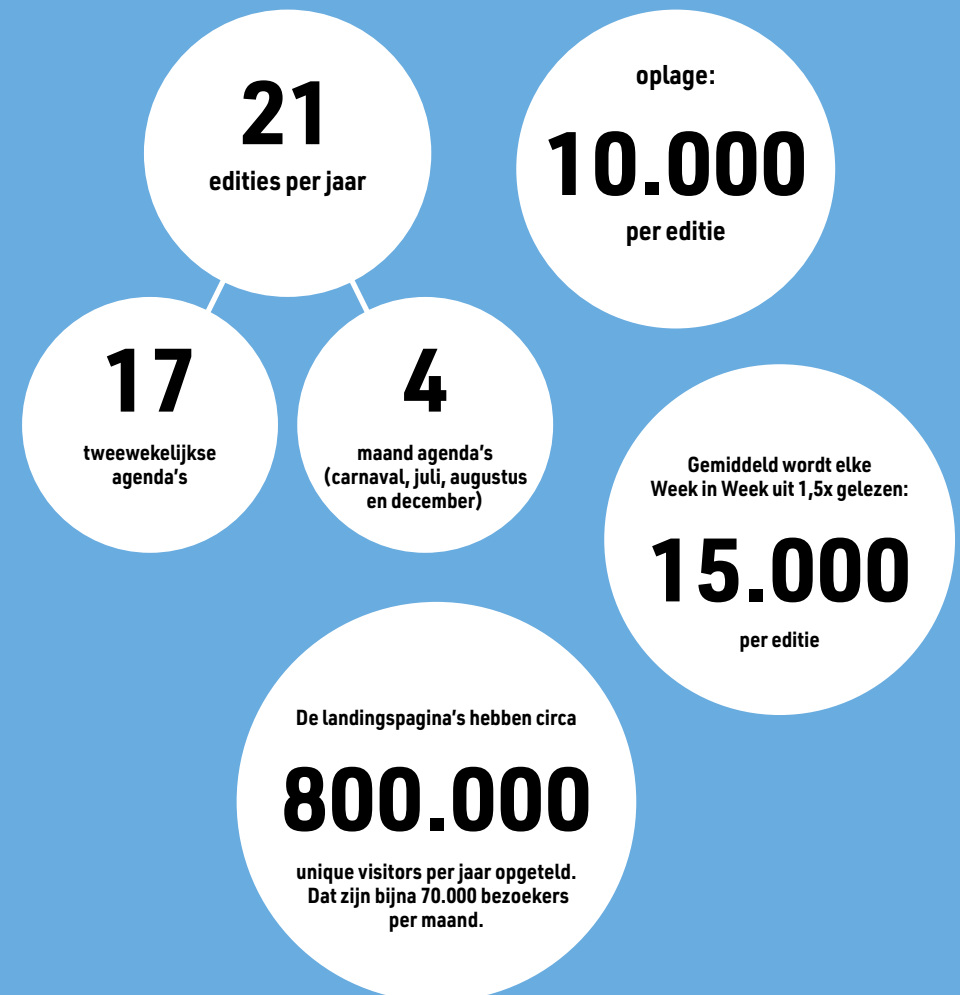 21
edities per jaar
oplage:
10.000
per editie
17
tweewekelijkse
agenda's
4
maand agenda's
(carnaval, juli, augustus
en december)
Gemiddeld wordt elke
Week in Week uit 1,5x gelezen:
15.000
per editie
De landingspagina's hebben circa
800.000
unique visitors per jaar opgeteld.
Dat zijn bijna 70.000 bezoekers
per maand.